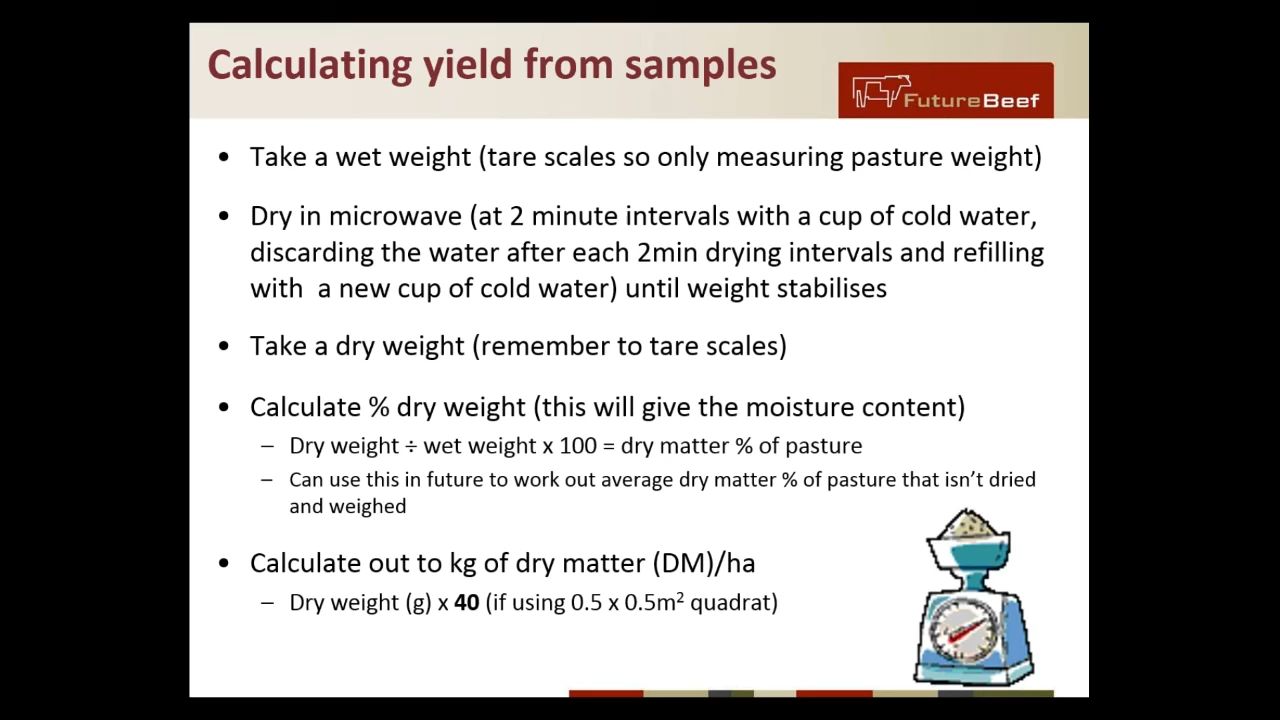 Calculating yield from samples
FutureBeef
• Take a wet weight (tare scales so only measuring pasture weight)
• Dry in microwave (at 2 minute intervals with a cup of cold water,
discarding the water after each 2min drying intervals and refilling
with  a new cup of cold water) until weight stabilises
• Take a dry weight (remember to tare scales)
• Calculate % dry weight (this will give the moisture content)
– Dry weight ÷ wet weight x 100 = dry matter % of pasture
– Can use this in future to work out average dry matter % of pasture that isn't dried
and weighed
• Calculate out to kg of dry matter (DM)/ha
– Dry weight (g) x 40 (if using 0.5 x 0.5m² quadrat)